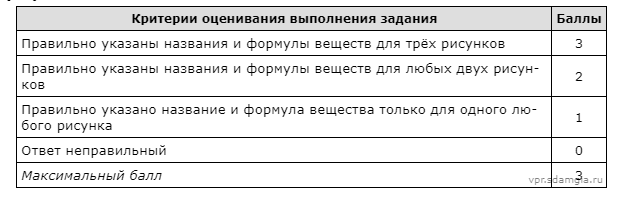 Критерии оценивания выполнения задания Баллы
Правильно указаны названия и формулы веществ для трёх рисунков 3
Правильно указаны названия и формулы веществ для любых двух рисун-
ков 2
Правильно указано название и формула вещества только для одного лю-
бого рисунка 1
Ответ неправильный 0
Максимальный балл 3
vpr.sdamgia.ru